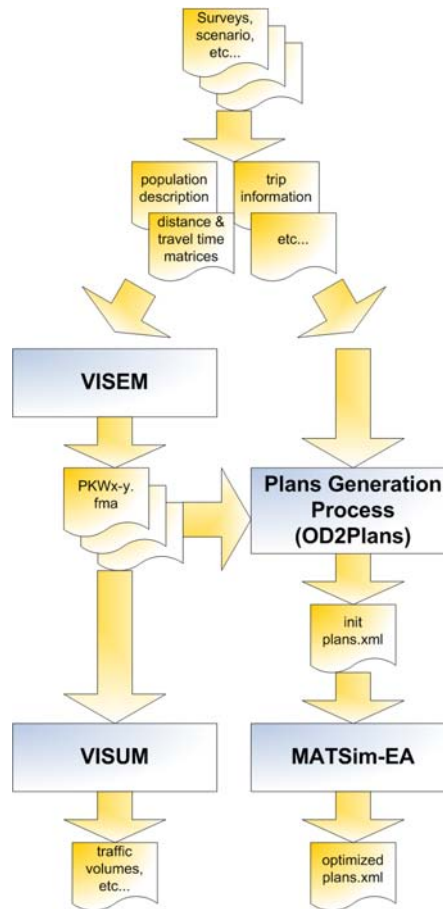 Surveys,
scenario,
etc...
population
description
trip
information
distance &
travel time
matrices
etc...
VISEM
PKWx-y.
fma
Plans Generation
Process
(OD2Plans)
init
plans.xml
VISUM
MATSim-EA
traffic
volumes,
etc...
optimized
plans.xml